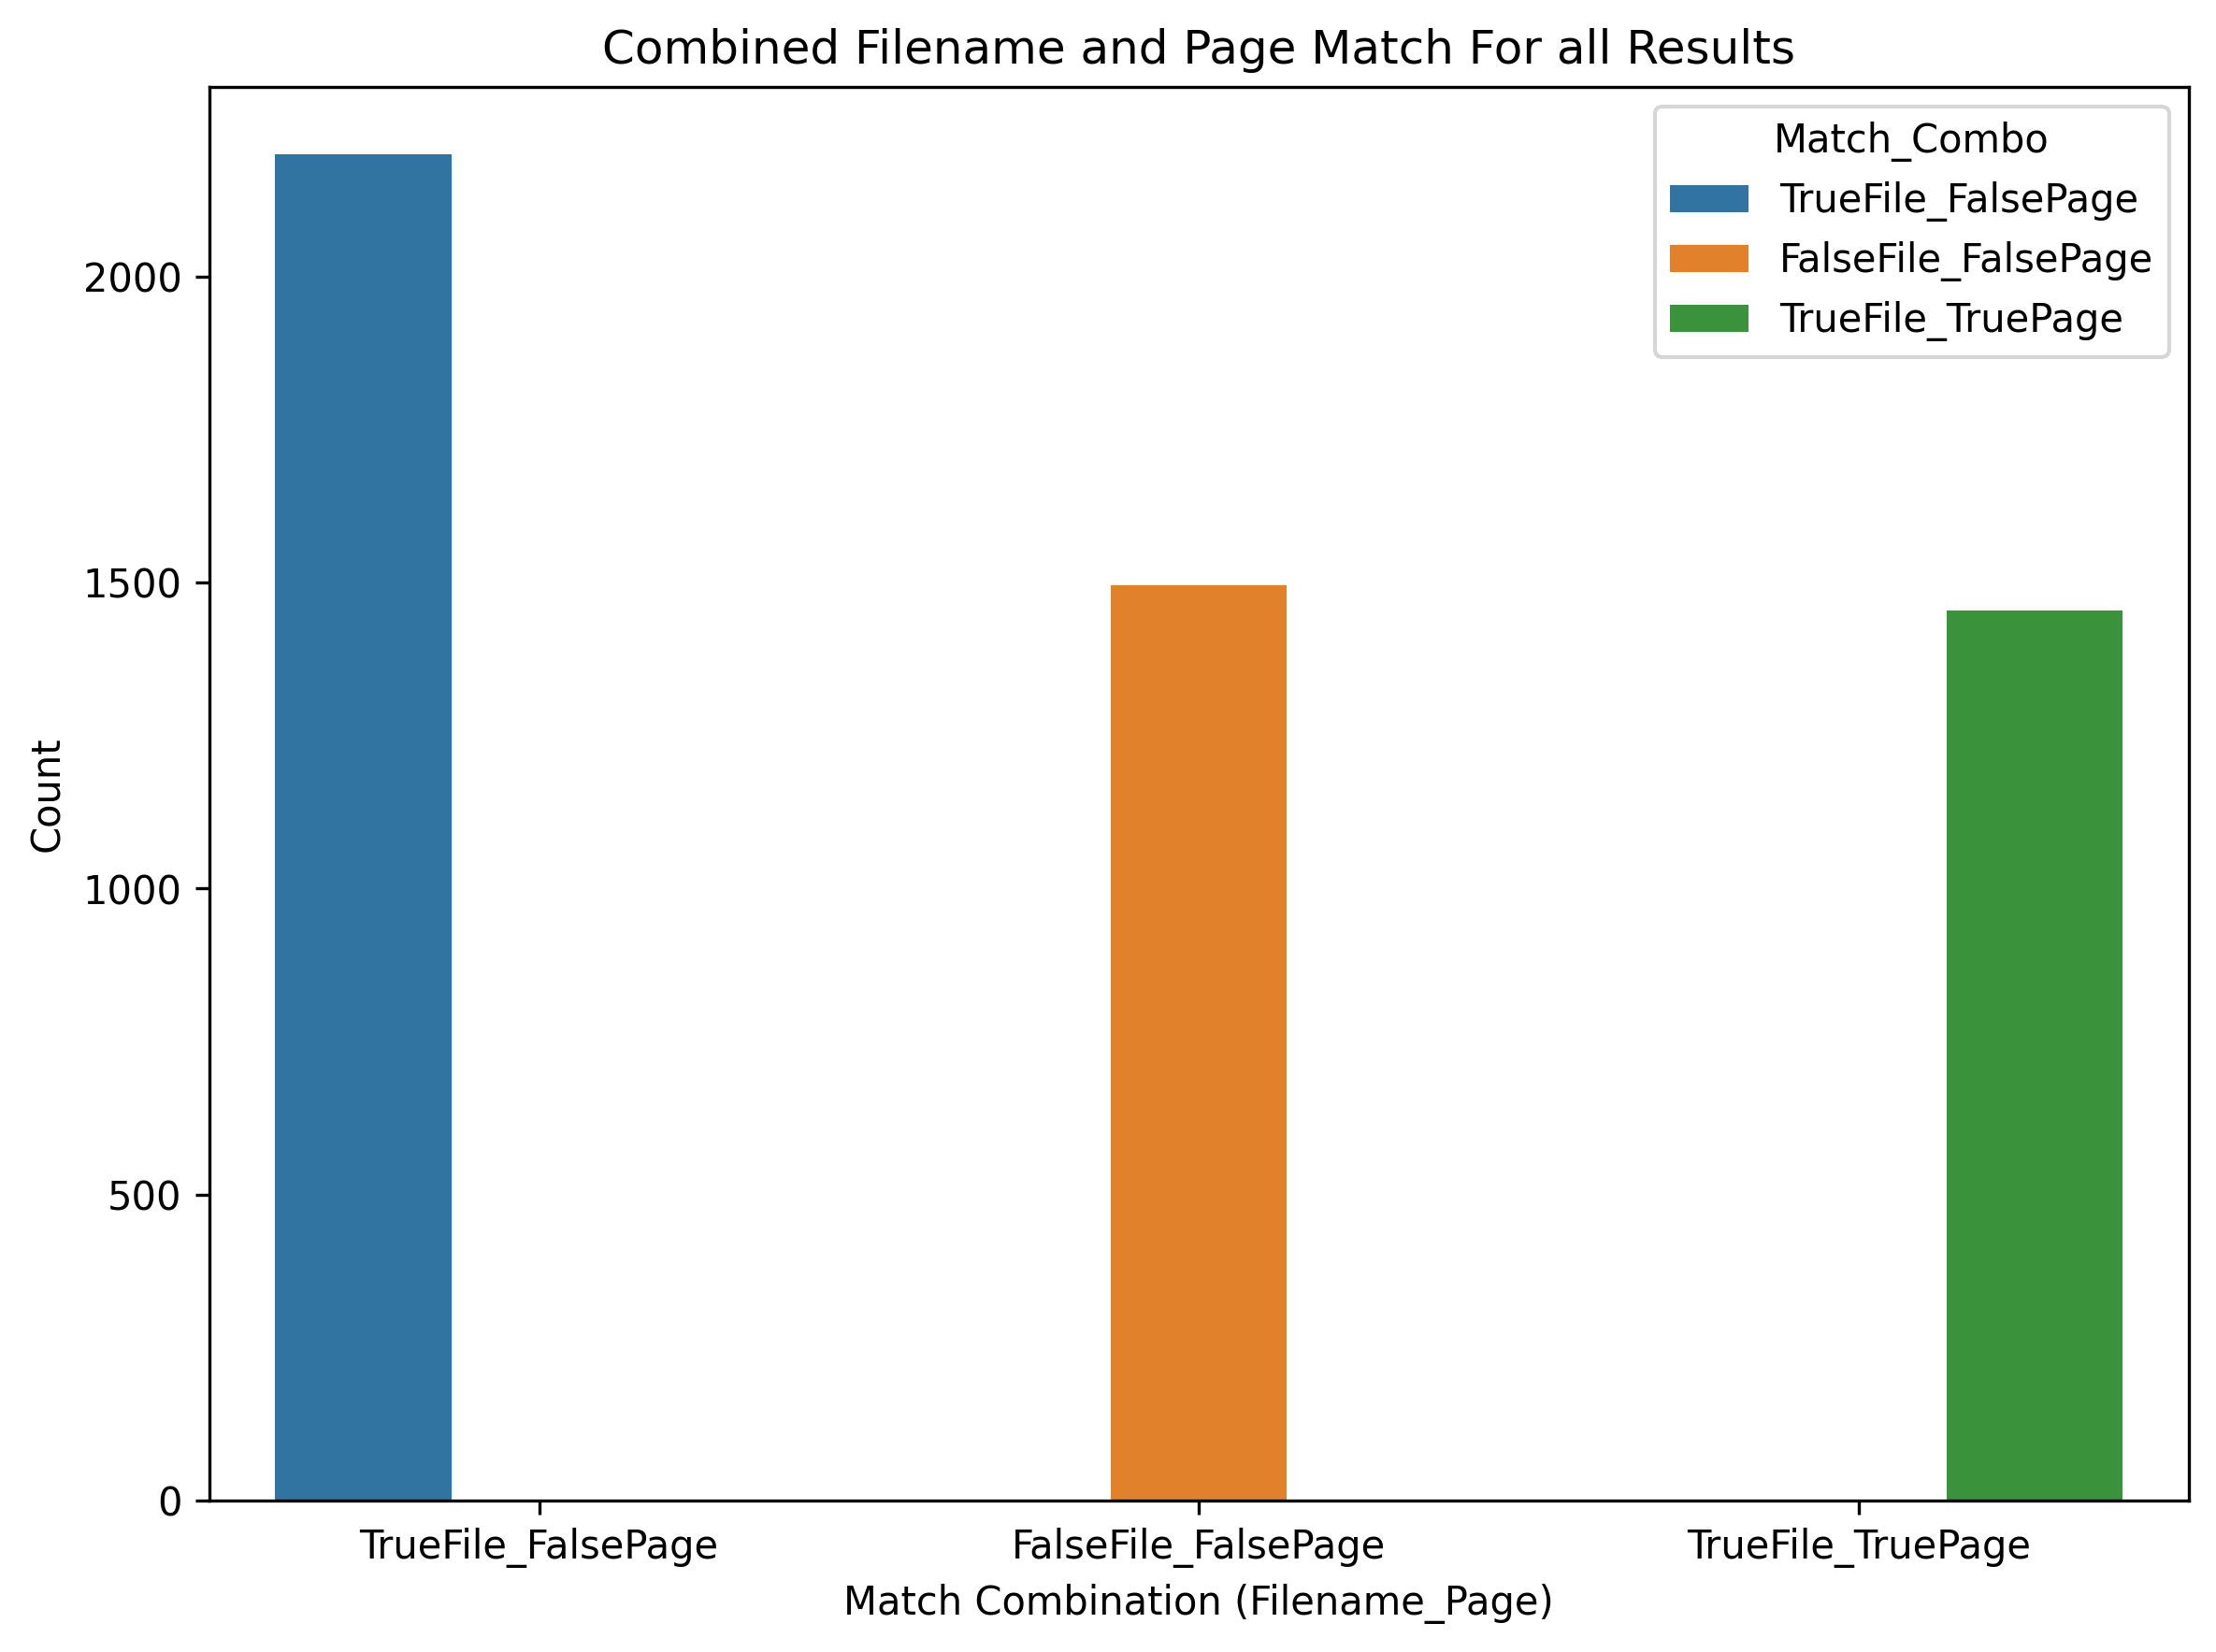 Combined Filename and Page Match For all Results
Match_Combo
TrueFile_FalsePage
FalseFile_FalsePage
TrueFile_TruePage
Count
2000
1500
1000
500
0
TrueFile_FalsePage
FalseFile_FalsePage
TrueFile_TruePage
Match Combination (Filename_Page)